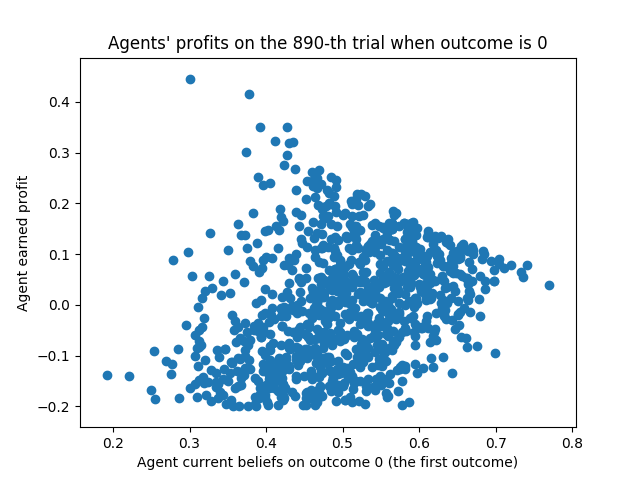 Agents' profits on the 890-th trial when outcome is 0
Agent earned profit
0.4
0.3
0.2
0.1
0.0
−0.1
−0.2
0.2 0.3 0.4 0.5 0.6 0.7 0.8
Agent current beliefs on outcome 0 (the first outcome)